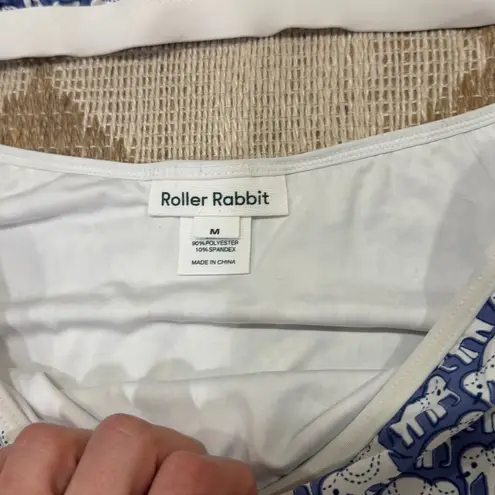 Roller Rabbit
M
90% POLYESTER
10% SPANDEX
MADE IN CHINA